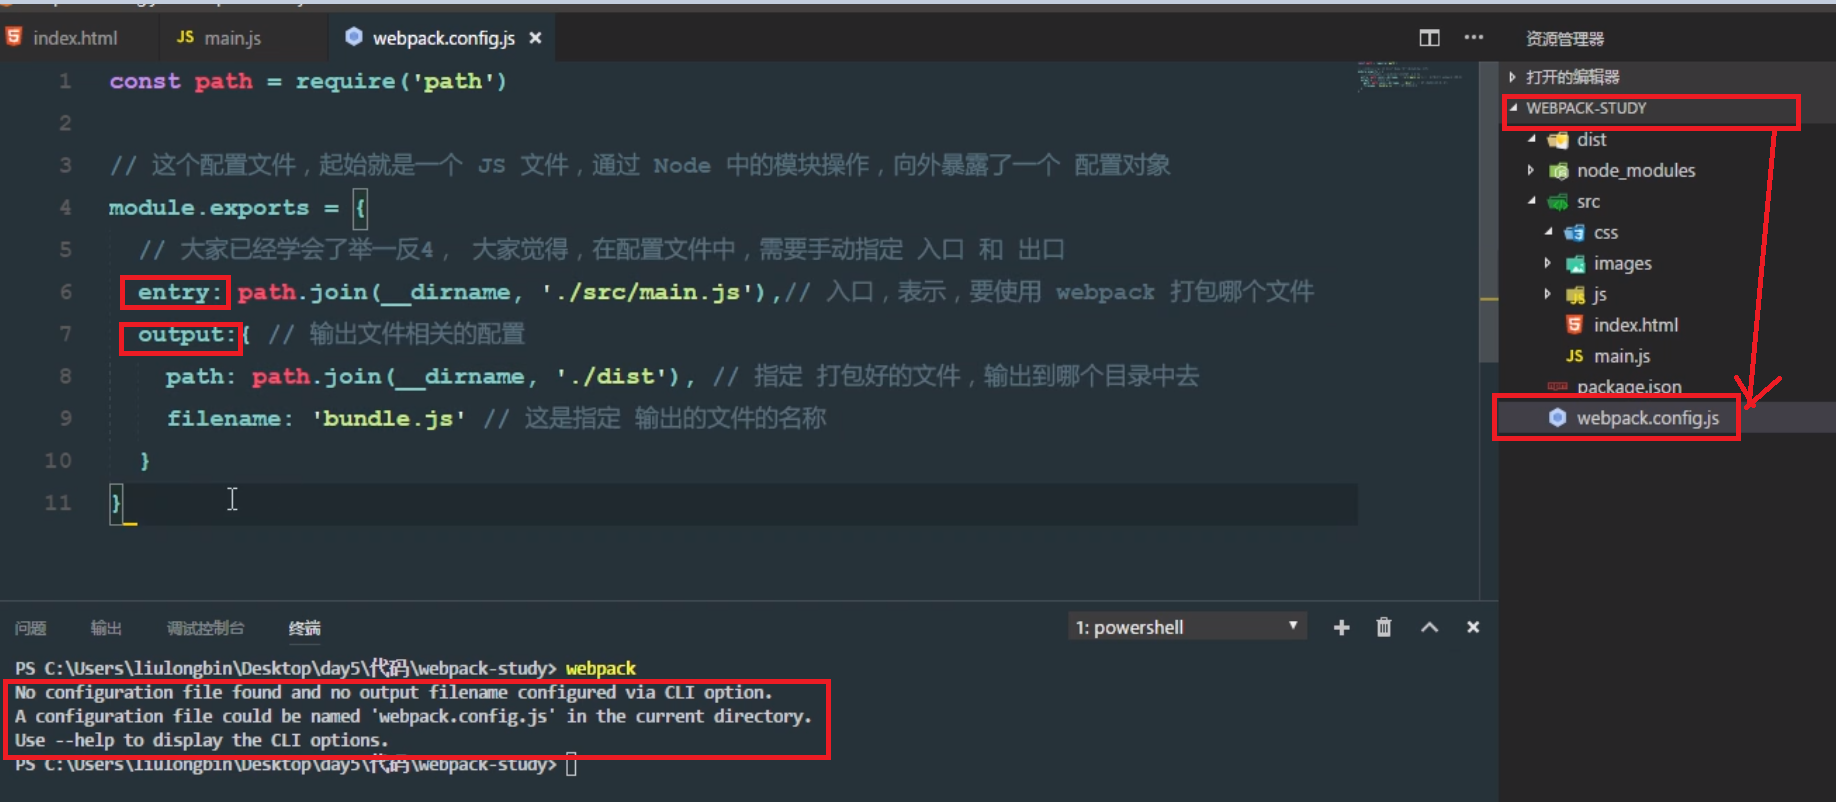 index.html
JS main.js
webpack.config.js ×
资源管理器
1 const path = require('path')
2
3 // 这个配置文件，起始就是一个 JS 文件，通过 Node 中的模块操作，向外暴露了一个 配置对象
4 module.exports = {
5 // 大家已经学会了举一反4， 大家觉得，在配置文件中，需要手动指定 入口 和 出口
6 entry: path.join(__dirname, './src/main.js'),// 入口，表示，要使用 webpack 打包哪个文件
7 output:{ // 输出文件相关的配置
8 path: path.join(__dirname, './dist'), // 指定 打包好的文件，输出到哪个目录中去
9 filename: 'bundle.js' // 这是指定 输出的文件的名称
10 }
11 }
打开的编辑器
WEBPACK-STUDY
dist
node_modules
src
css
images
js
index.html
JS main.js
package.json
webpack.config.js
问题 输出 调试控制台 终端
1: powershell
PS C:\Users\liulongbin\Desktop\day5\代码\webpack-study> webpack
No configuration file found and no output filename configured via CLI option.
A configuration file could be named 'webpack.config.js' in the current directory.
Use --help to display the CLI options.
PS C:\Users\liulongbin\Desktop\day5\代码\webpack-study>